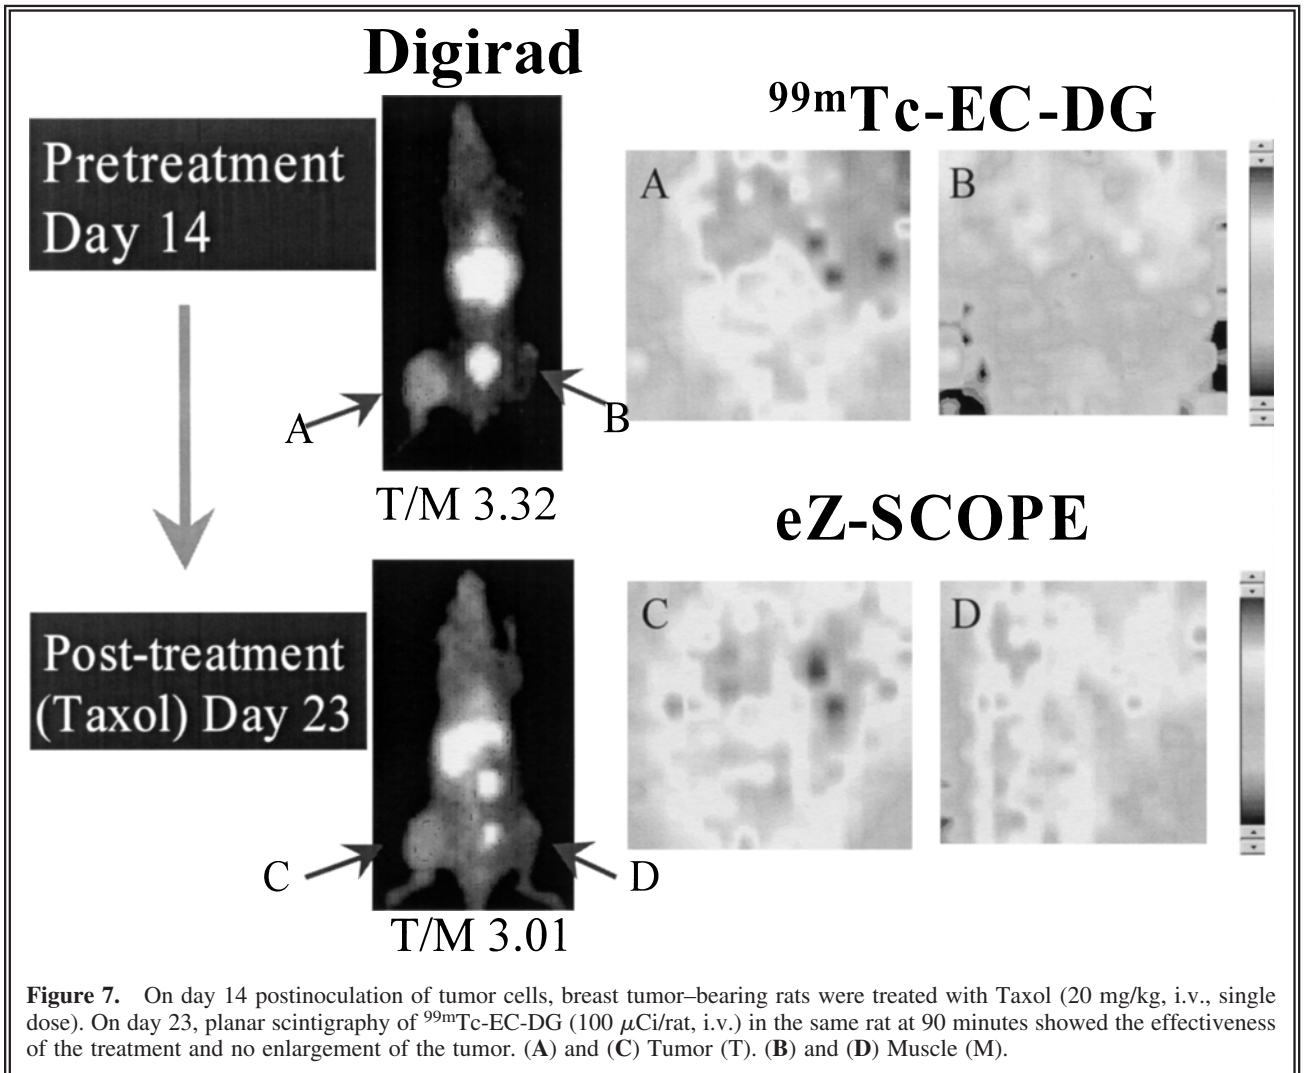 Digirad
99mTc-EC-DG
Pretreatment
Day 14
A
B
A
B
T/M 3.32
eZ-SCOPE
Post-treatment
(Taxol) Day 23
C
D
C
D
T/M 3.01
Figure 7. On day 14 postinoculation of tumor cells, breast tumor–bearing rats were treated with Taxol (20 mg/kg, i.v., single
dose). On day 23, planar scintigraphy of 99mTc-EC-DG (100 μCi/rat, i.v.) in the same rat at 90 minutes showed the effectiveness
of the treatment and no enlargement of the tumor. (A) and (C) Tumor (T). (B) and (D) Muscle (M).